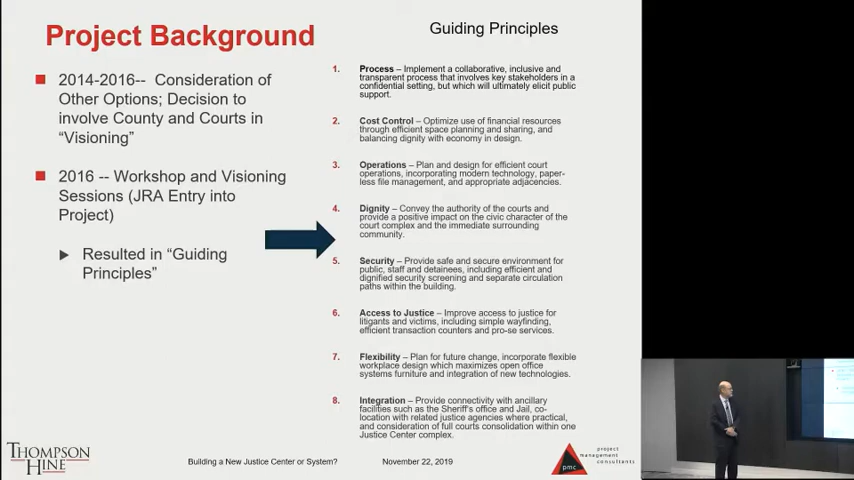 Project Background
2014-2016-- Consideration of
Other Options; Decision to
involve County and Courts in
“Visioning”
2016 -- Workshop and Visioning
Sessions (JRA Entry into
Project)
Resulted in “Guiding
Principles”
Guiding Principles
1. Process – Implement a collaborative, inclusive and
transparent process that involves key stakeholders in a
confidential setting, but which will ultimately elicit public
support.
2. Cost Control – Optimize use of financial resources
through efficient space planning and sharing, and
balancing dignity with economy in design.
3. Operations – Plan and design for efficient court
operations, incorporating modern technology, paper-
less file management, and appropriate adjacencies.
4. Dignity – Convey the authority of the courts and
provide a positive impact on the civic character of the
court complex and the immediate surrounding
community.
5. Security – Provide safe and secure environment for
public, staff and detainees, including efficient and
dignified security screening and separate circulation
paths within the building.
6. Access to Justice – Improve access to justice for
litigants and victims, including simple wayfinding,
efficient transaction counters and pro-se services.
7. Flexibility – Plan for future change, incorporate flexible
workplace design which maximizes open office
systems furniture and integration of new technologies.
8. Integration – Provide connectivity with ancillary
facilities such as the Sheriff's office and Jail, co-
location with related justice agencies where practical,
and consideration of full courts consolidation within one
Justice Center complex.
THOMPSON
HINE
Building a New Justice Center or System?
November 22, 2019
pmc
project
management
consultants